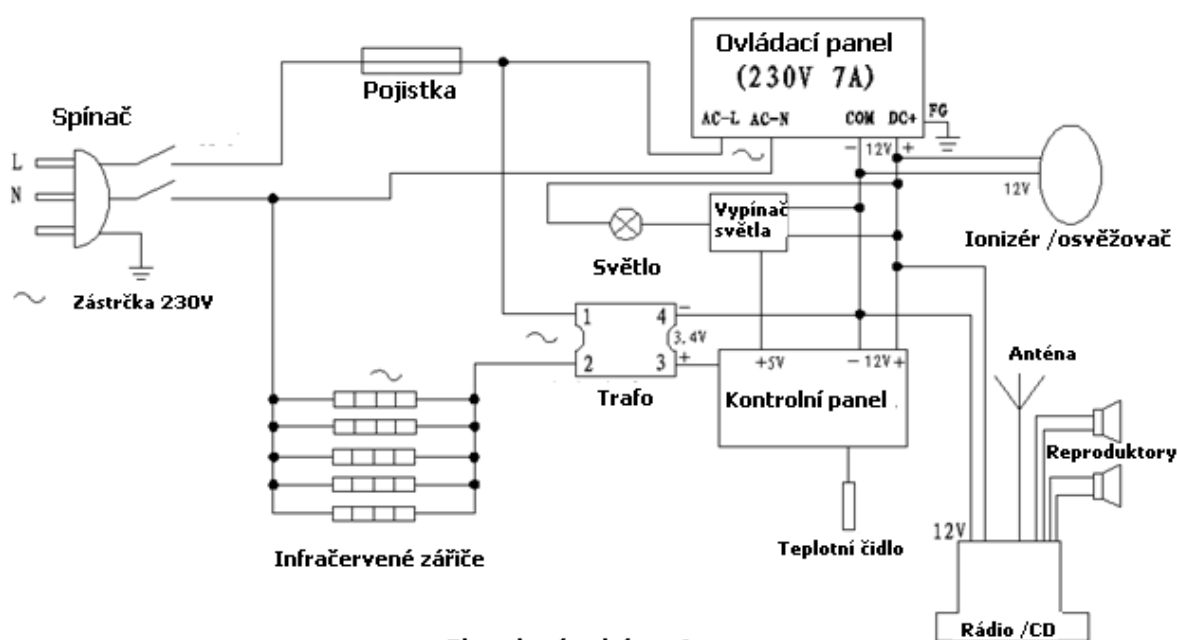 Ovládací panel
(230V 7A)
AC-L AC-N COM DC+ FG
Pojistka
Spínač
L
N
- 12V +
12V
Ionizér /osvěžovač
Vypínač
světla
Světlo
Zástrčka 230V
1 4 -
3.4V
2 3 +
Trafo
+5V - 12V +
Kontrolní panel
Anténa
Reproduktory
Infračervené zářiče
Teplotní čidlo
12V
Rádio /CD